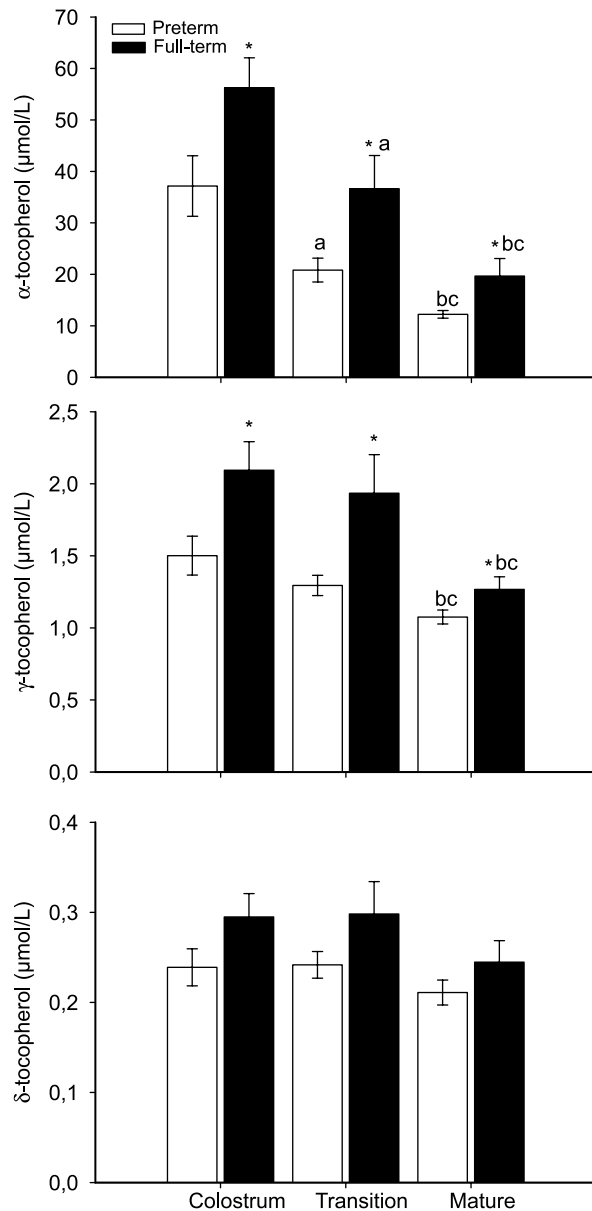 Preterm
Full-term
α-tocopherol (µmol/L)
70
60
50
40
30
20
10
0
*
a
* a
bc
* bc
γ-tocopherol (µmol/L)
2,5
2,0
1,5
1,0
0,5
0,0
*
*
bc
* bc
δ-tocopherol (µmol/L)
0,4
0,3
0,2
0,1
0,0
Colostrum Transition Mature